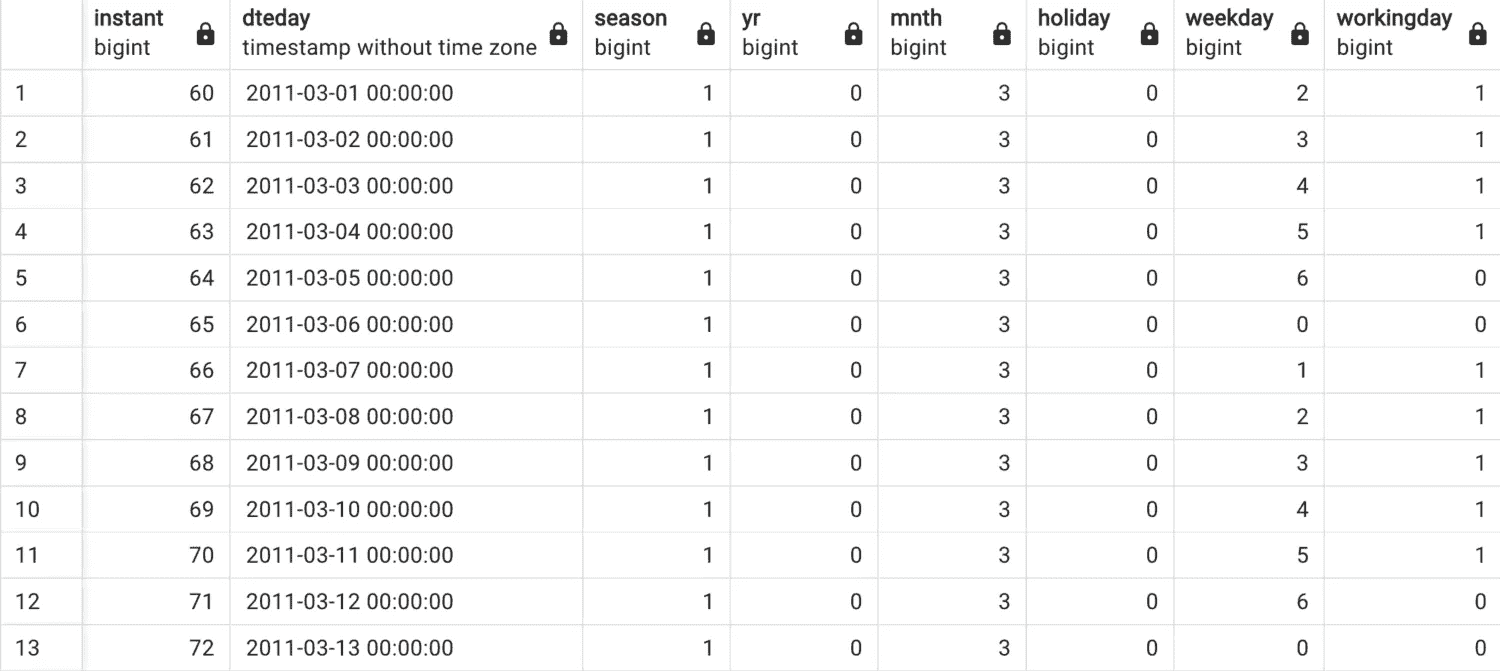 instant dteday season yr mnth holiday weekday workingday
bigint timestamp without time zone bigint bigint bigint bigint bigint bigint
1 60 2011-03-01 00:00:00 1 0 3 0 2 1
2 61 2011-03-02 00:00:00 1 0 3 0 3 1
3 62 2011-03-03 00:00:00 1 0 3 0 4 1
4 63 2011-03-04 00:00:00 1 0 3 0 5 1
5 64 2011-03-05 00:00:00 1 0 3 0 6 0
6 65 2011-03-06 00:00:00 1 0 3 0 0 0
7 66 2011-03-07 00:00:00 1 0 3 0 1 1
8 67 2011-03-08 00:00:00 1 0 3 0 2 1
9 68 2011-03-09 00:00:00 1 0 3 0 3 1
10 69 2011-03-10 00:00:00 1 0 3 0 4 1
11 70 2011-03-11 00:00:00 1 0 3 0 5 1
12 71 2011-03-12 00:00:00 1 0 3 0 6 0
13 72 2011-03-13 00:00:00 1 0 3 0 0 0